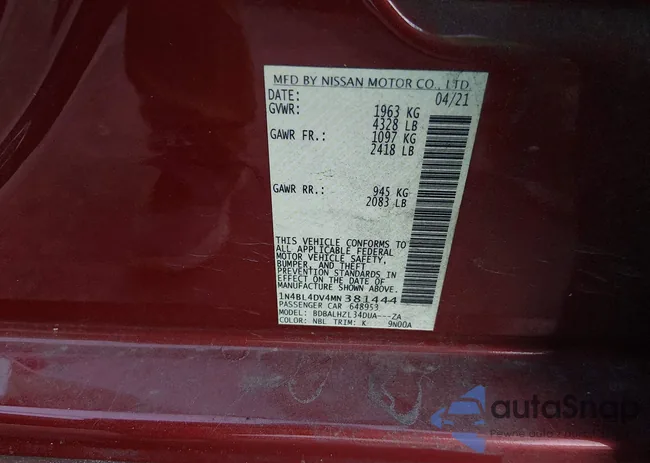 MFD BY NISSAN MOTOR CO., LTD.
DATE: 04/21
GVWR: 1963 KG
4328 LB
GAWR FR.: 1097 KG
2418 LB
GAWR RR.: 945 KG
2083 LB
THIS VEHICLE CONFORMS TO
ALL APPLICABLE FEDERAL
MOTOR VEHICLE SAFETY,
BUMPER, AND THEFT
PREVENTION STANDARDS IN
EFFECT ON THE DATE OF
MANUFACTURE SHOWN ABOVE.
1N4BL4DV4MN381444
PASSENGER CAR 648953
MODEL: BDBALHZL34DUA---ZA
COLOR: NBL TRIM: K 9N00A
autaSnap
Pewne auto